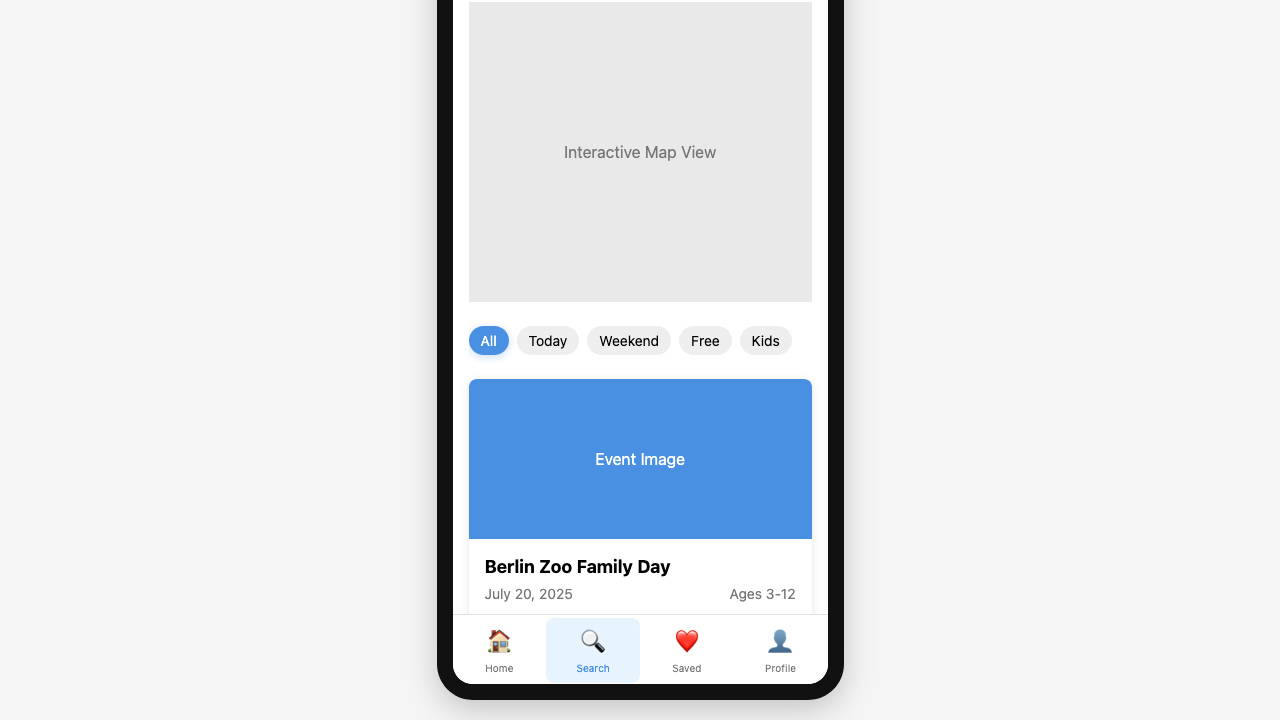 Interactive Map View
All Today Weekend Free Kids
Event Image
Berlin Zoo Family Day
July 20, 2025 Ages 3-12
Home Search Saved Profile